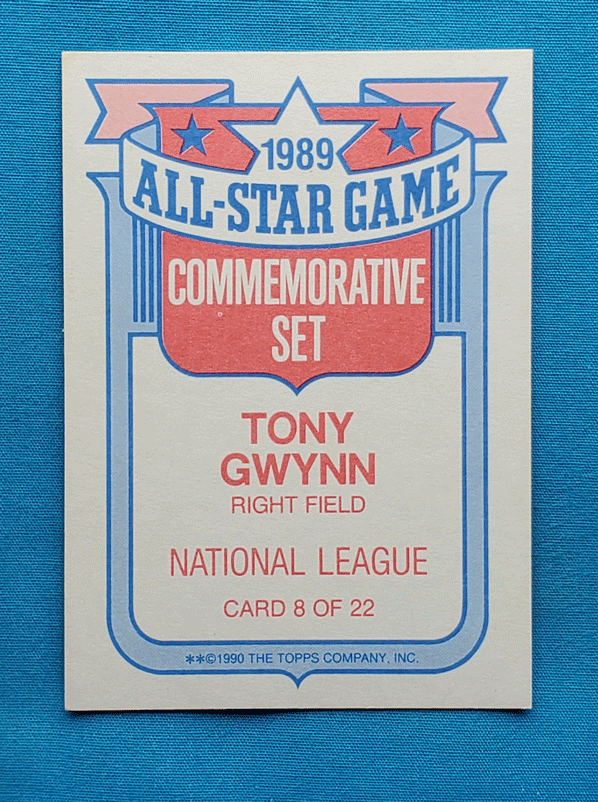 1989
ALL-STAR GAME
COMMEMORATIVE
SET
TONY
GWYNN
RIGHT FIELD
NATIONAL LEAGUE
CARD 8 OF 22
**©1990 THE TOPPS COMPANY, INC.